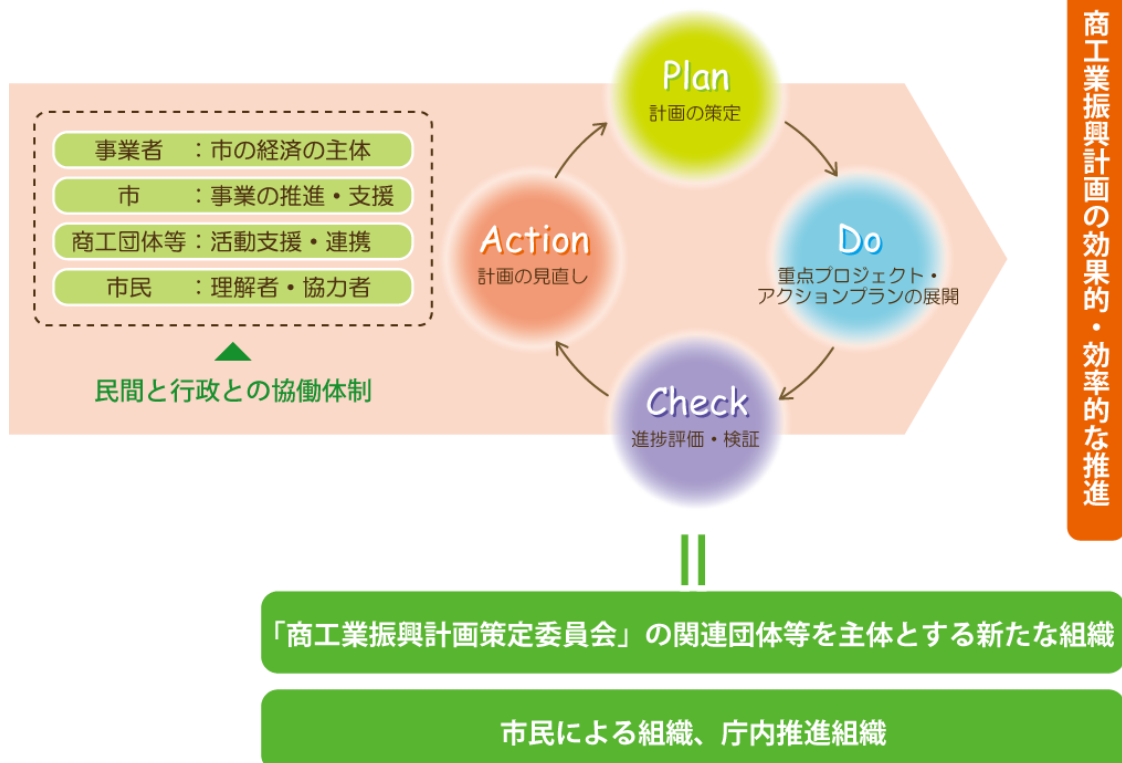 Plan
計画の策定
事業者 ：市の経済の主体
市 ：事業の推進・支援
商工団体等：活動支援・連携
市民 ：理解者・協力者
民間と行政との協働体制
Action
計画の見直し
Do
重点プロジェクト・
アクションプランの展開
Check
進捗評価・検証
商工業振興計画の効果的・効率的な推進
「商工業振興計画策定委員会」の関連団体等を主体とする新たな組織
市民による組織、庁内推進組織